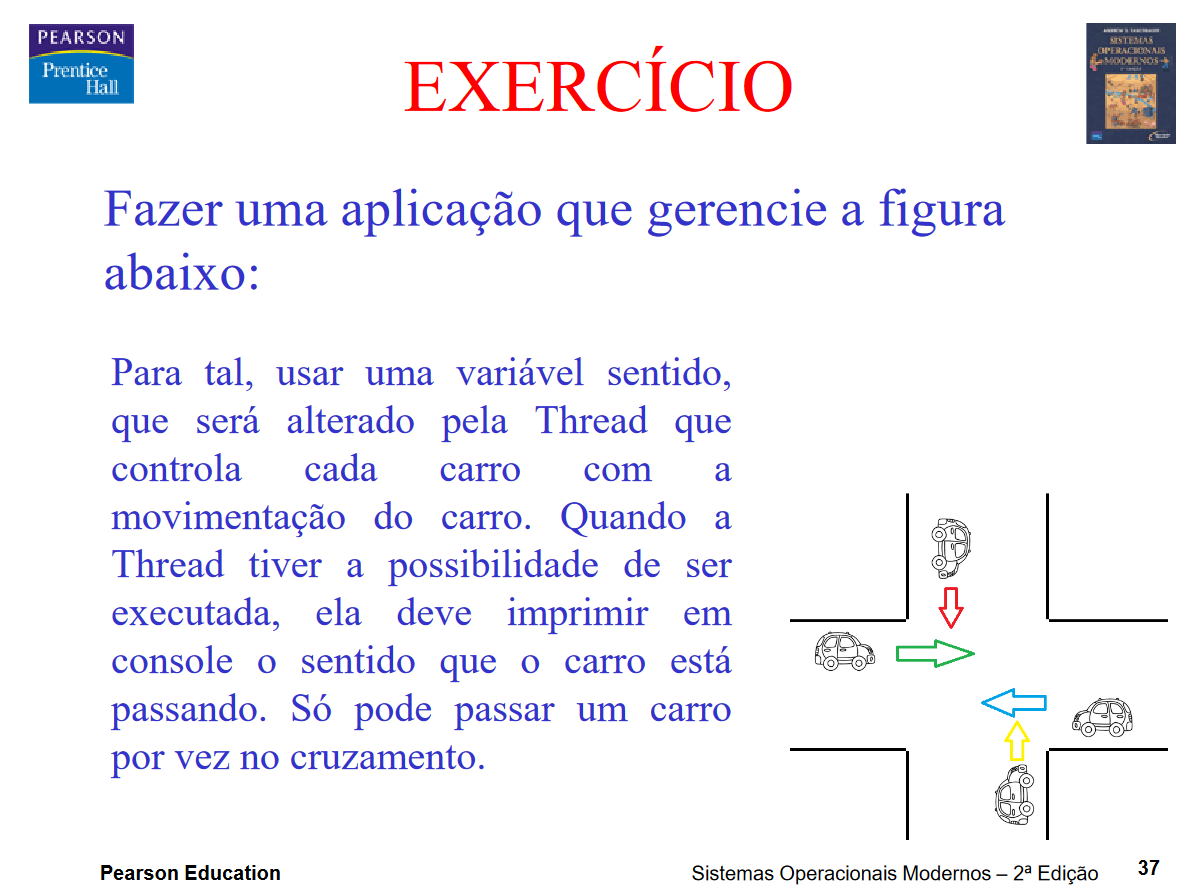 PEARSON
Prentice
Hall
EXERCÍCIO
ANDREW S. TANENBAUM
SISTEMAS
OPERACIONAIS
MODERNOS
Fazer uma aplicação que gerencie a figura
abaixo:
Para tal, usar uma variável sentido,
que será alterado pela Thread que
controla cada carro com a
movimentação do carro. Quando a
Thread tiver a possibilidade de ser
executada, ela deve imprimir em
console o sentido que o carro está
passando. Só pode passar um carro
por vez no cruzamento.
Pearson Education
Sistemas Operacionais Modernos – 2ª Edição
37